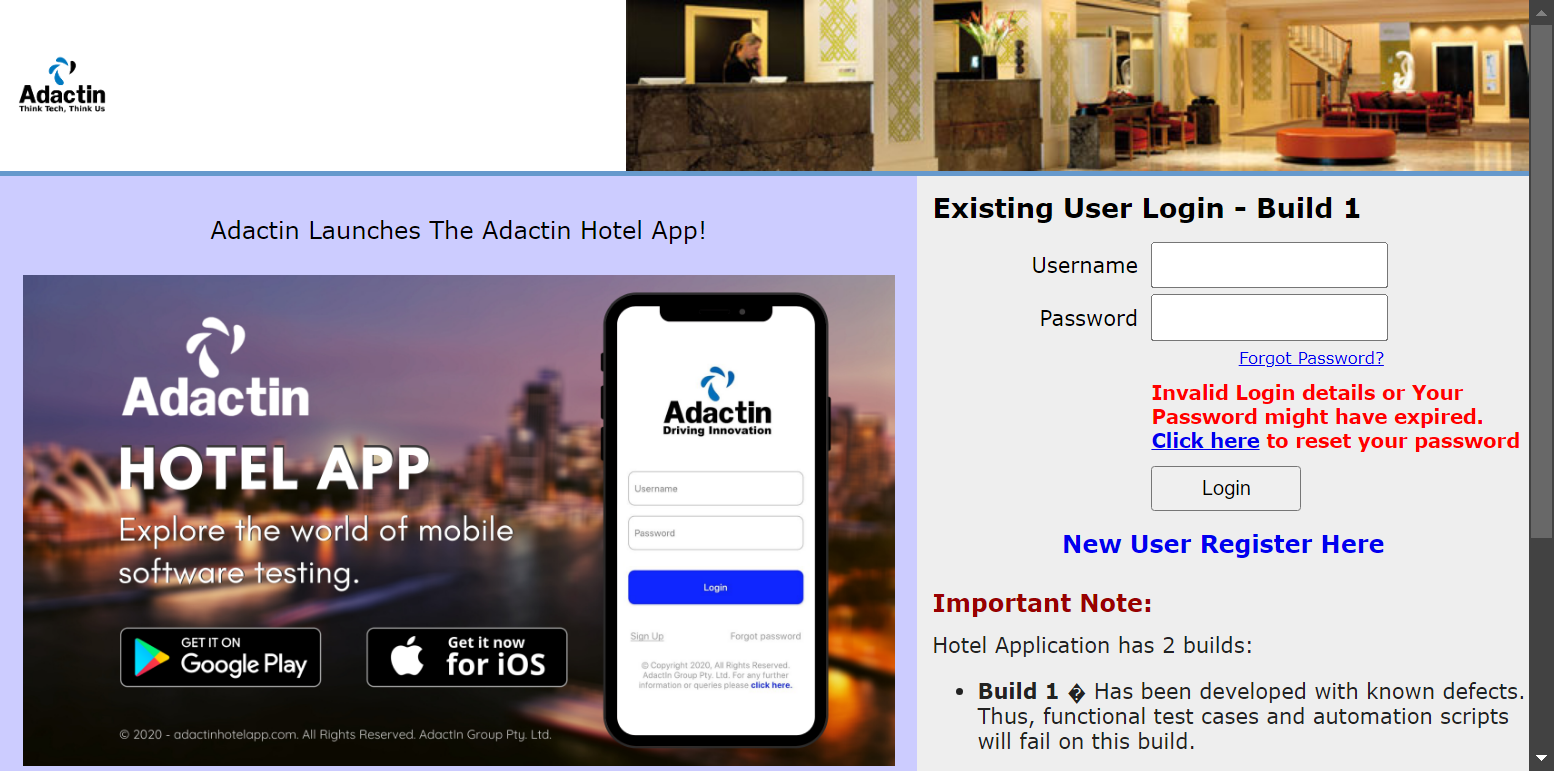 Adactin
Think Tech, Think Us
Adactin Launches The Adactin Hotel App!
Adactin
HOTEL APP
Explore the world of mobile
software testing.
GET IT ON
Google Play
Get it now
for iOS
© 2020 - adactinhotelapp.com. All Rights Reserved. AdactIn Group Pty. Ltd.
Adactin
Driving Innovation
Username
Password
Login
Sign Up
Forgot password
© Copyright 2020, All Rights Reserved.
AdactIn Group Pty. Ltd. For any further
information or queries please click here.
Existing User Login - Build 1
Username
Password
Forgot Password?
Invalid Login details or Your
Password might have expired.
Click here to reset your password
Login
New User Register Here
Important Note:
Hotel Application has 2 builds:
• Build 1 � Has been developed with known defects.
Thus, functional test cases and automation scripts
will fail on this build.